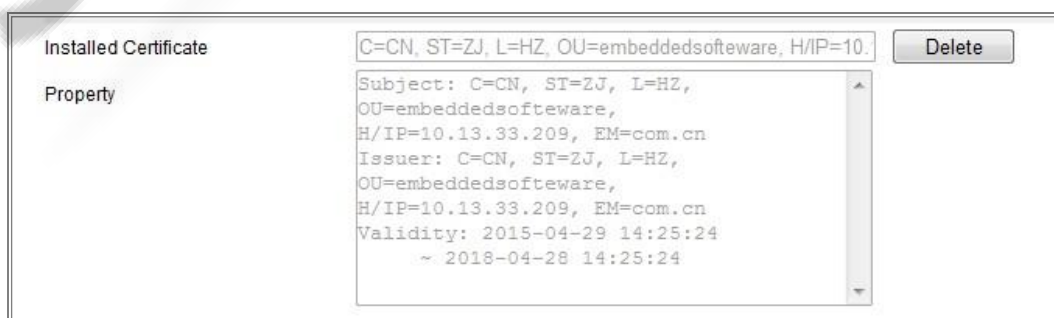 Installed Certificate C=CN, ST=ZJ, L=HZ, OU=embeddedsofteware, H/IP=10. Delete
Property
Subject: C=CN, ST=ZJ, L=HZ,
OU=embeddedsofteware,
H/IP=10.13.33.209, EM=com.cn
Issuer: C=CN, ST=ZJ, L=HZ,
OU=embeddedsofteware,
H/IP=10.13.33.209, EM=com.cn
Validity: 2015-04-29 14:25:24
~ 2018-04-28 14:25:24